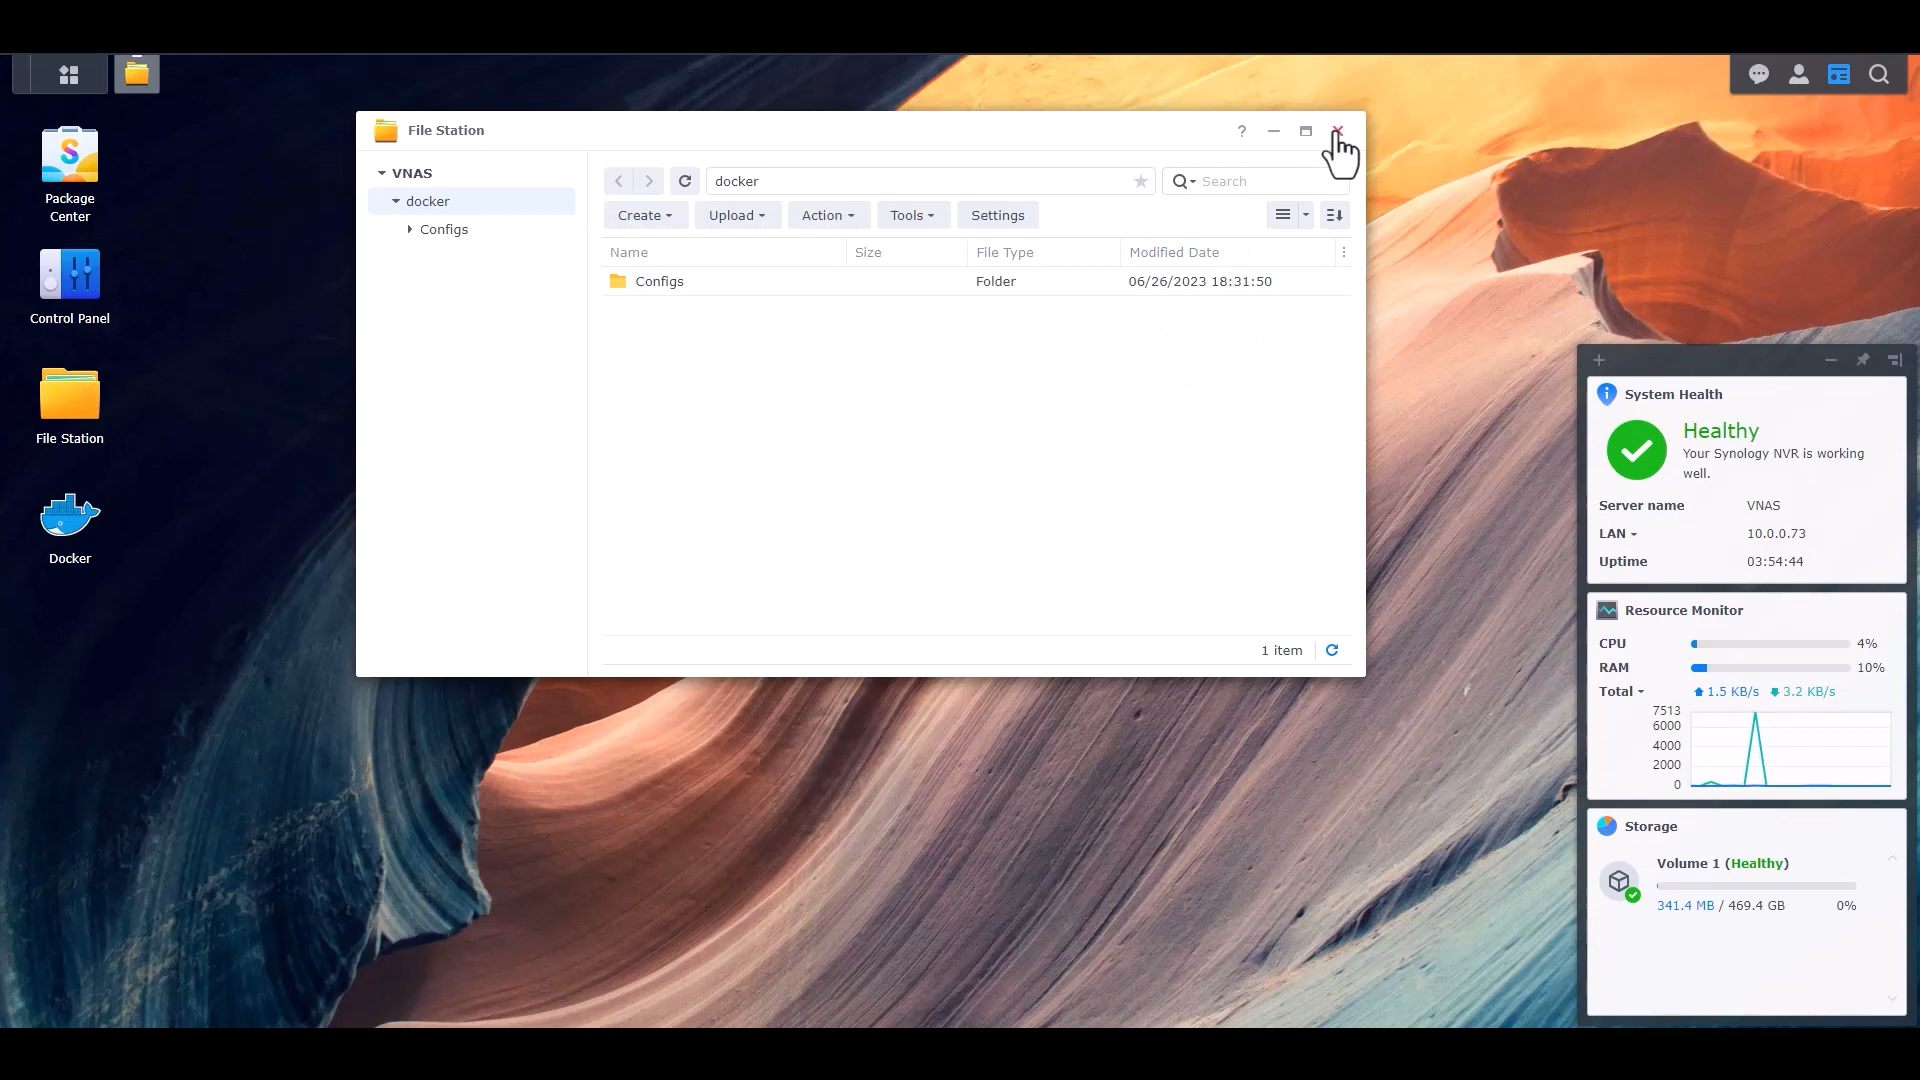 File Station
?
VNAS
docker
Configs
docker
Search
Create
Upload
Action
Tools
Settings
Name
Size
File Type
Modified Date
Configs
Folder
06/26/2023 18:31:50
1 item
S
Package
Center
Control Panel
File Station
Docker
System Health
Healthy
Your Synology NVR is working
well.
Server name
VNAS
LAN
10.0.0.73
Uptime
03:54:44
Resource Monitor
CPU
4%
RAM
10%
Total
1.5 KB/s
3.2 KB/s
7513
6000
4000
2000
0
Storage
Volume 1 (Healthy)
341.4 MB / 469.4 GB
0%